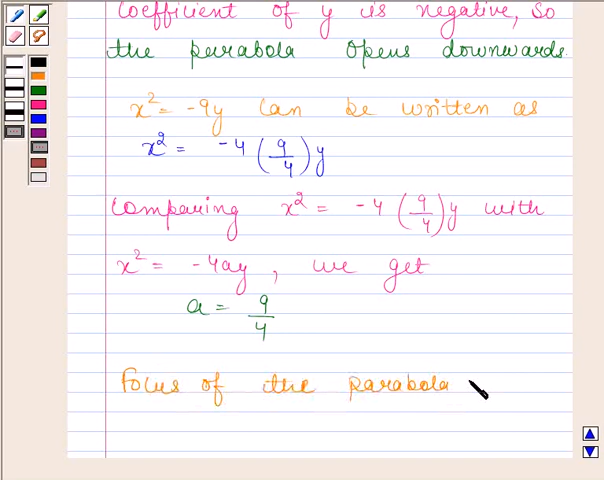 Coefficient of y is negative, So
the parabola Opens downwards.
x² = -9y Can be written as
x² = -4 (9/4) y
Comparing x² = -4 (9/4) y with
x² = -4ay, we get
a = 9/4
Focus of the parabola